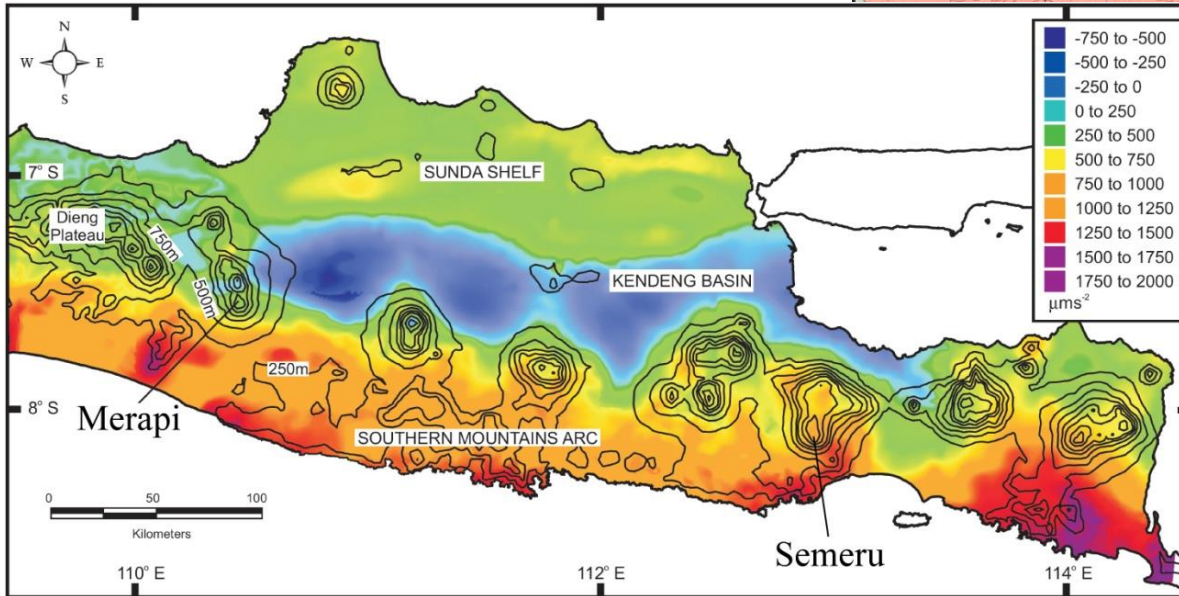 N
W E
S
7° S
8° S
110° E
112° E
114° E
SUNDA SHELF
Dieng
Plateau
750m
500m
KENDENG BASIN
250m
Merapi
SOUTHERN MOUNTAINS ARC
Semeru
0 50 100
Kilometers
-750 to -500
-500 to -250
-250 to 0
0 to 250
250 to 500
500 to 750
750 to 1000
1000 to 1250
1250 to 1500
1500 to 1750
1750 to 2000
μms⁻²